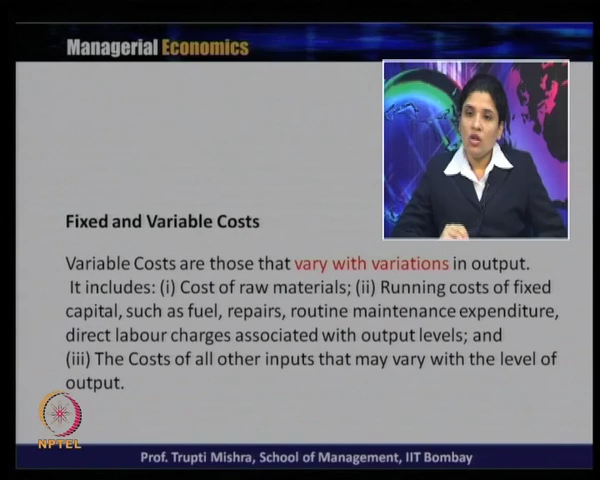 Managerial Economics
Fixed and Variable Costs
Variable Costs are those that vary with variations in output.
It includes: (i) Cost of raw materials; (ii) Running costs of fixed
capital, such as fuel, repairs, routine maintenance expenditure,
direct labour charges associated with output levels; and
(iii) The Costs of all other inputs that may vary with the level of
output.
NPTEL
Prof. Trupti Mishra, School of Management, IIT Bombay